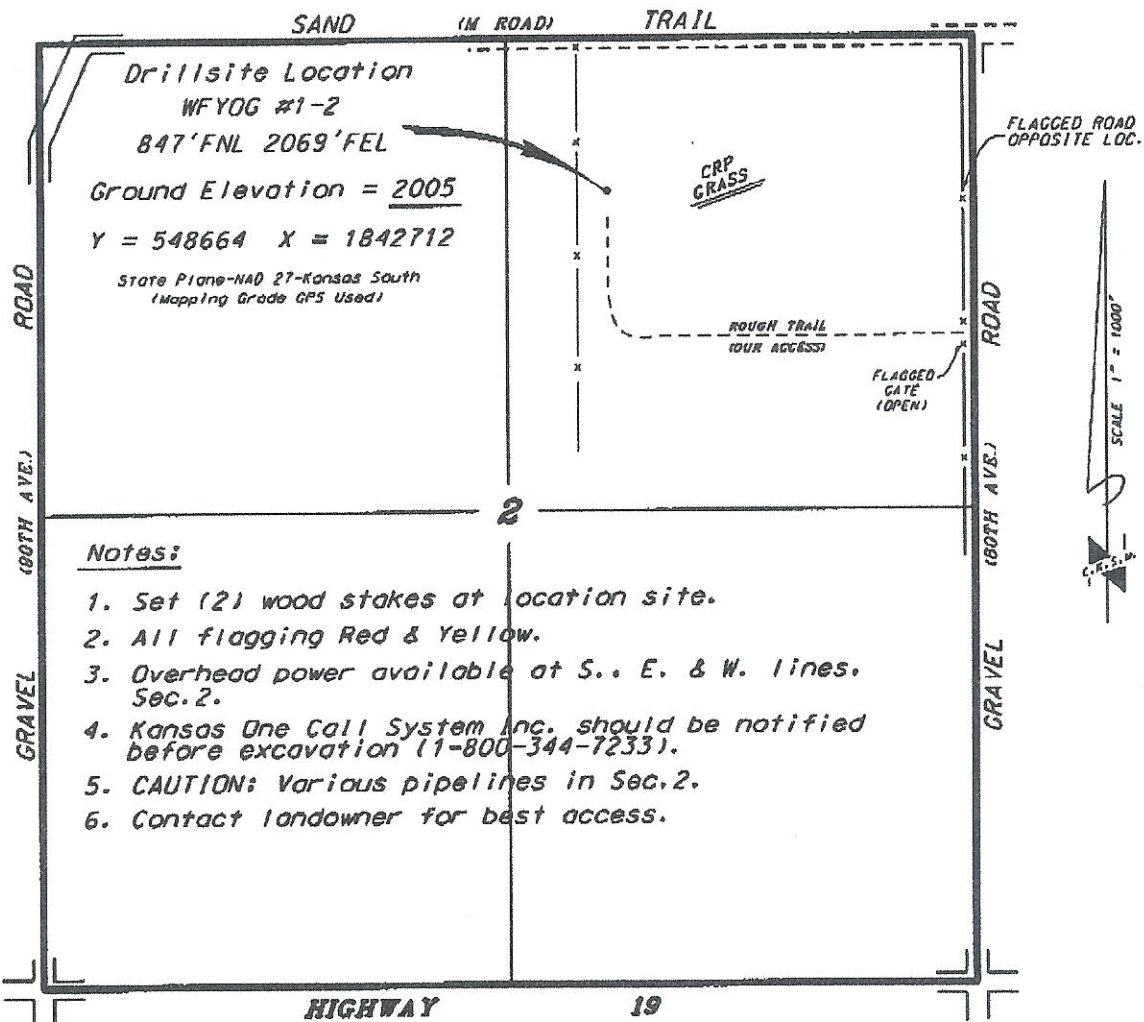 SAND (M ROAD) TRAIL
Drillsite Location
WFYOG #1-2
847'FNL 2069'FEL
Ground Elevation = 2005
Y = 548664 X = 1842712
State Plane-NAD 27-Kansas South
(Mapping Grade GPS Used)
CRP
GRASS
FLAGGED ROAD
OPPOSITE LOC.
ROUGH TRAIL
(OUR ACCESS)
FLAGGED
GATE
(OPEN)
GRAVEL (90TH AVE.) ROAD
GRAVEL (80TH AVE.) ROAD
SCALE 1" = 1000'
2
Notes:
1. Set (2) wood stakes at location site.
2. All flagging Red & Yellow.
3. Overhead power available at S., E. & W. lines.
Sec.2.
4. Kansas One Call System Inc. should be notified
before excavation (1-800-344-7233).
5. CAUTION: Various pipelines in Sec.2.
6. Contact landowner for best access.
HIGHWAY 19